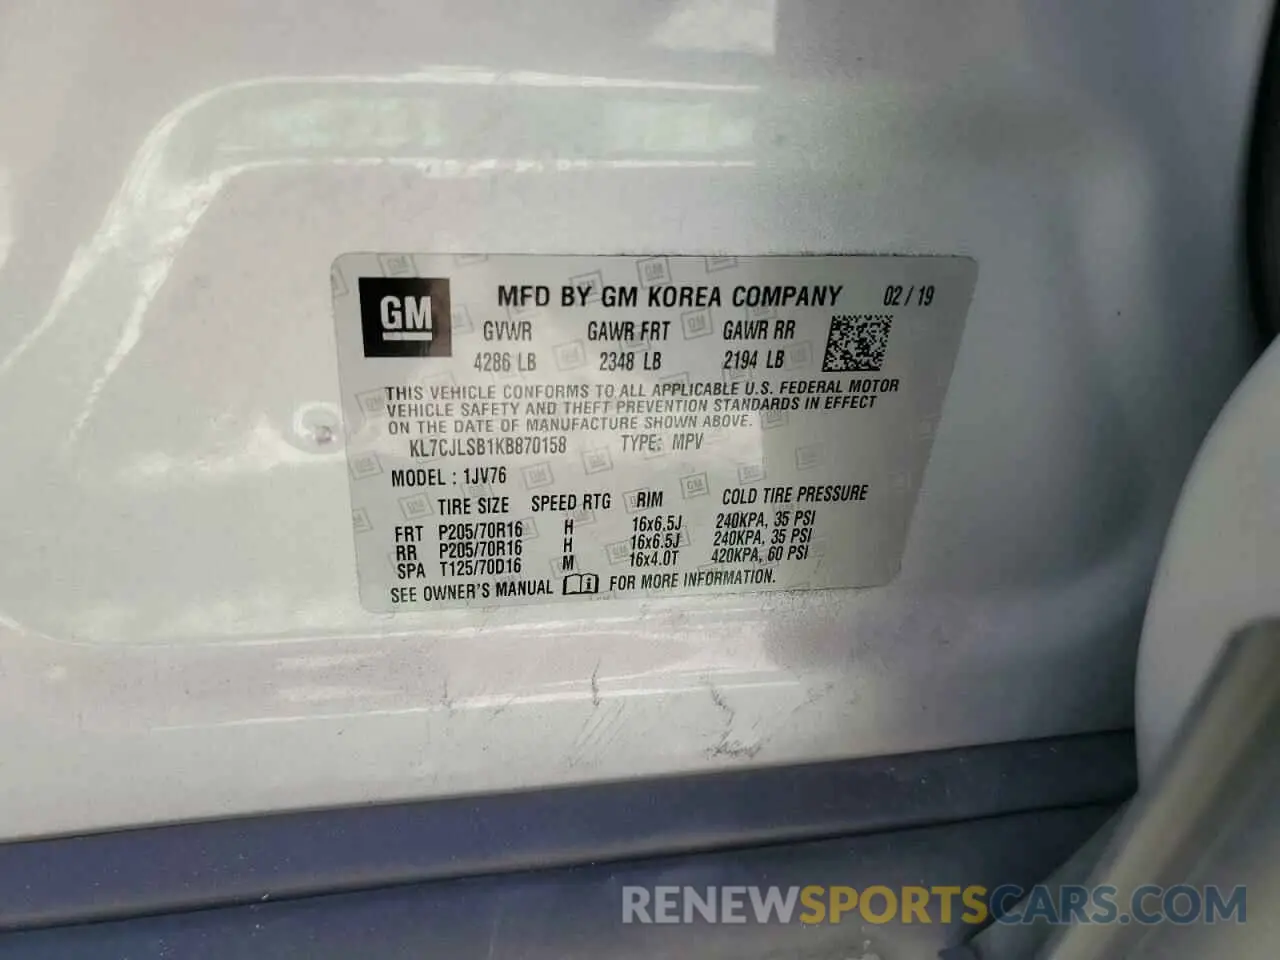 GM
MFD BY GM KOREA COMPANY 02 / 19
GVWR GAWR FRT GAWR RR
4286 LB 2348 LB 2194 LB
THIS VEHICLE CONFORMS TO ALL APPLICABLE U.S. FEDERAL MOTOR
VEHICLE SAFETY AND THEFT PREVENTION STANDARDS IN EFFECT
ON THE DATE OF MANUFACTURE SHOWN ABOVE.
KL7CJLSB1KB870158 TYPE: MPV
MODEL : 1JV76
TIRE SIZE SPEED RTG RIM COLD TIRE PRESSURE
FRT P205/70R16 H 16x6.5J 240KPA, 35 PSI
RR P205/70R16 H 16x6.5J 240KPA, 35 PSI
SPA T125/70D16 M 16x4.0T 420KPA, 60 PSI
SEE OWNER'S MANUAL FOR MORE INFORMATION.
RENEWSPORTSCARS.COM